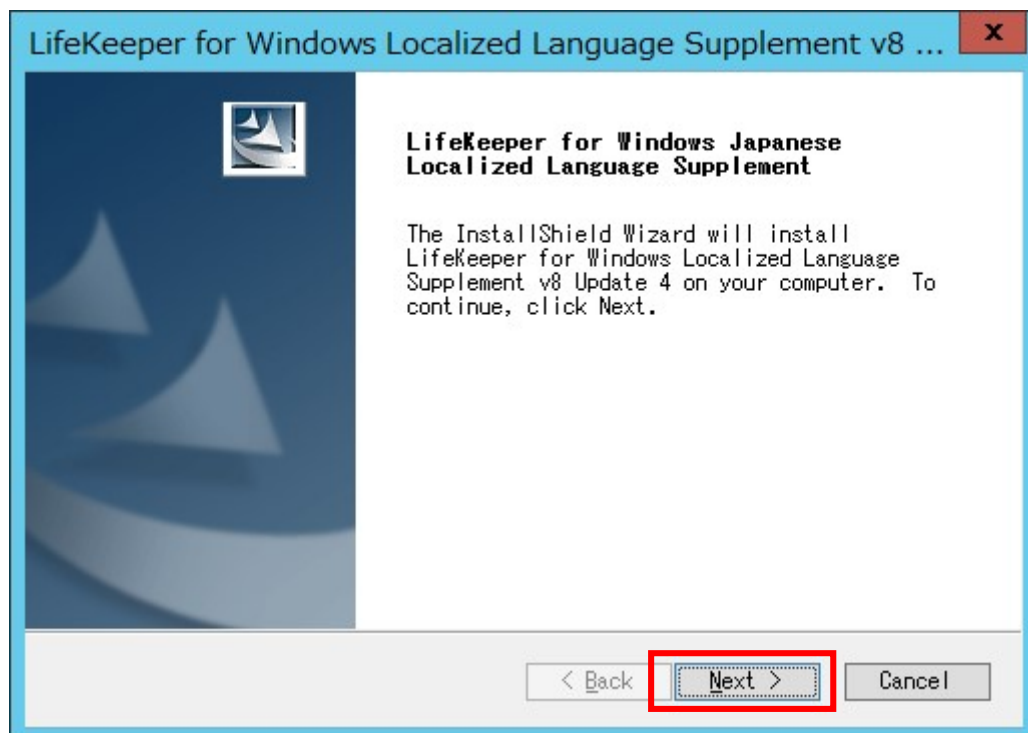 LifeKeeper for Windows Localized Language Supplement v8 ...
x
LifeKeeper for Windows Japanese
Localized Language Supplement
The InstallShield Wizard will install
LifeKeeper for Windows Localized Language
Supplement v8 Update 4 on your computer.  To
continue, click Next.
< Back
Next >
Cancel